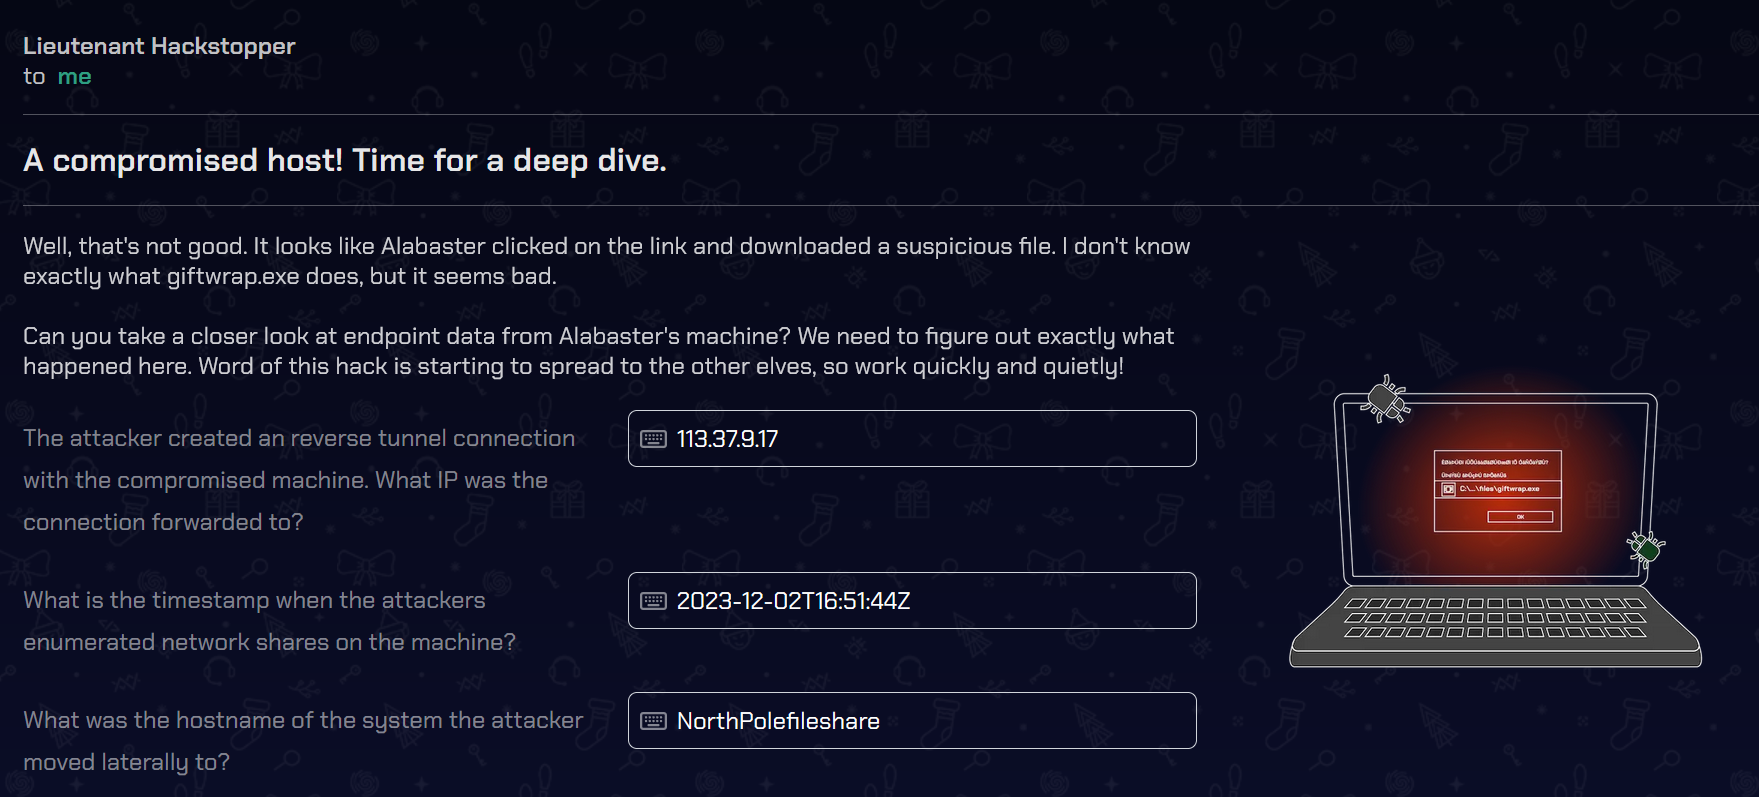 Lieutenant Hackstopper
to me
A compromised host! Time for a deep dive.
Well, that's not good. It looks like Alabaster clicked on the link and downloaded a suspicious file. I don't know
exactly what giftwrap.exe does, but it seems bad.
Can you take a closer look at endpoint data from Alabaster's machine? We need to figure out exactly what
happened here. Word of this hack is starting to spread to the other elves, so work quickly and quietly!
The attacker created an reverse tunnel connection
with the compromised machine. What IP was the
connection forwarded to?
113.37.9.17
What is the timestamp when the attackers
enumerated network shares on the machine?
2023-12-02T16:51:44Z
What was the hostname of the system the attacker
moved laterally to?
NorthPolefileshare
C:\...\files\giftwrap.exe
OK